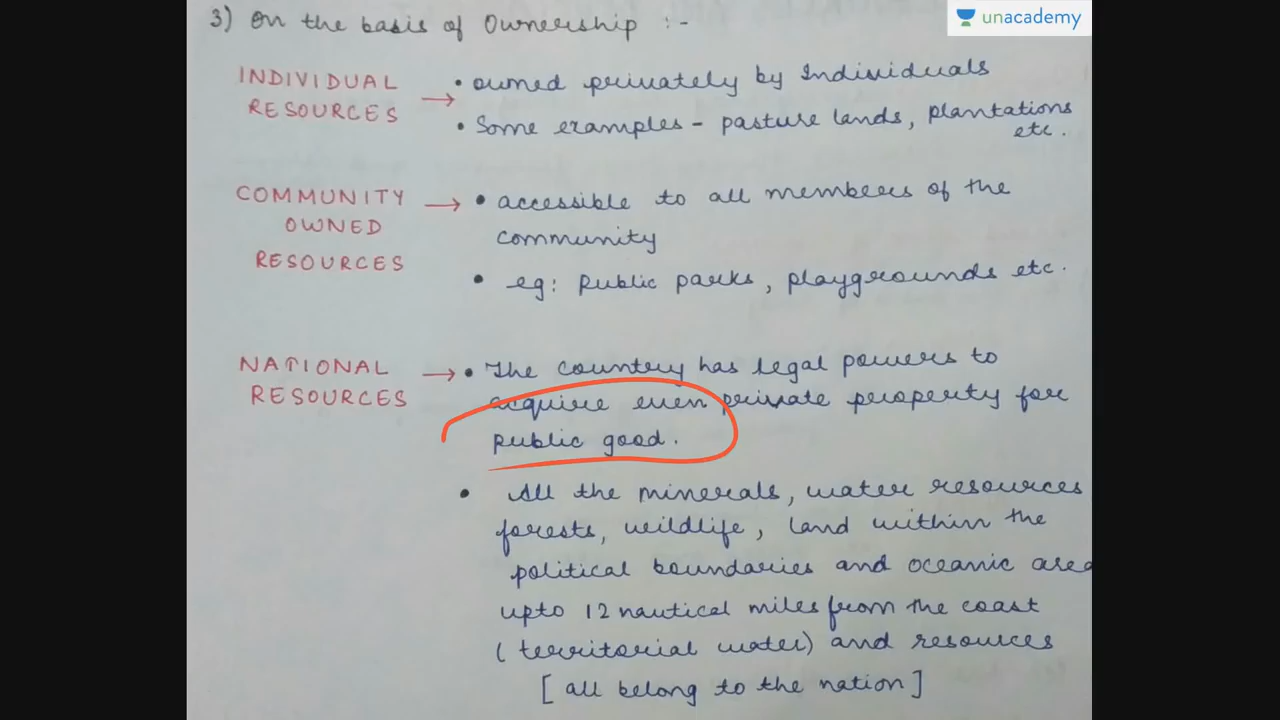 3) On the basis of Ownership :-
unacademy
INDIVIDUAL RESOURCES → • owned privately by Individuals
• Some examples - pasture lands, plantations etc.
COMMUNITY OWNED RESOURCES → • accessible to all members of the
community
• eg: public parks, playgrounds etc.
NATIONAL RESOURCES → • The country has legal powers to
acquire even private property for
public good.
• All the minerals, water resources
forests, wildlife, land within the
political boundaries and oceanic area
upto 12 nautical miles from the coast
(territorial water) and resources
[all belong to the nation]